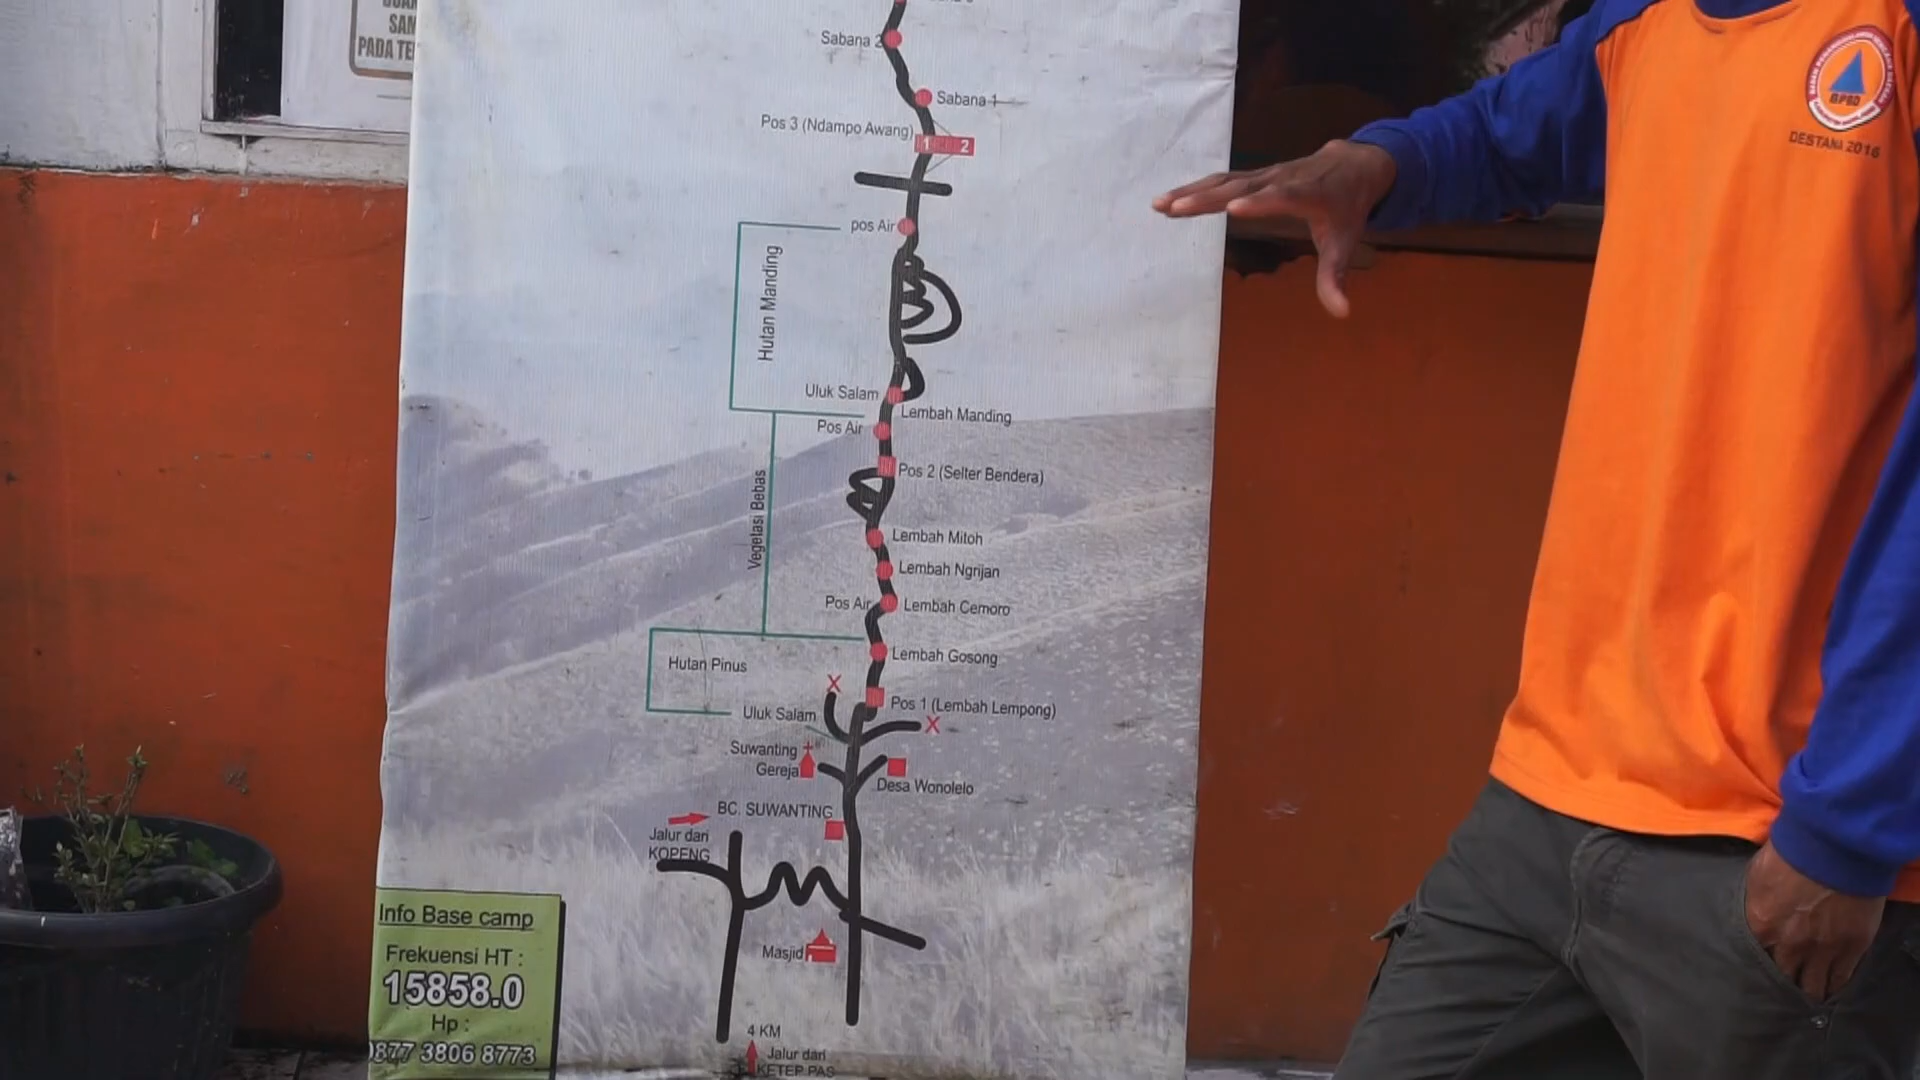 SAN
PADA TE
Sabana 2
Sabana 1
Pos 3 (Ndampo Awang)
1 2
pos Air
Hutan Manding
Uluk Salam
Lembah Manding
Pos Air
Pos 2 (Selter Bendera)
Vegetasi Bebas
Lembah Mitoh
Lembah Ngrijan
Pos Air
Lembah Cemoro
Lembah Gosong
Hutan Pinus
X
Pos 1 (Lembah Lempong)
Uluk Salam
X
Suwanting
Gereja
Desa Wonolelo
BC. SUWANTING
Jalur dari
KOPENG
Masjid
4 KM
Jalur dari
KETEP PAS
Info Base camp
Frekuensi HT :
15858.0
Hp :
0877 3806 8773
BPBD
DESTANA 2016